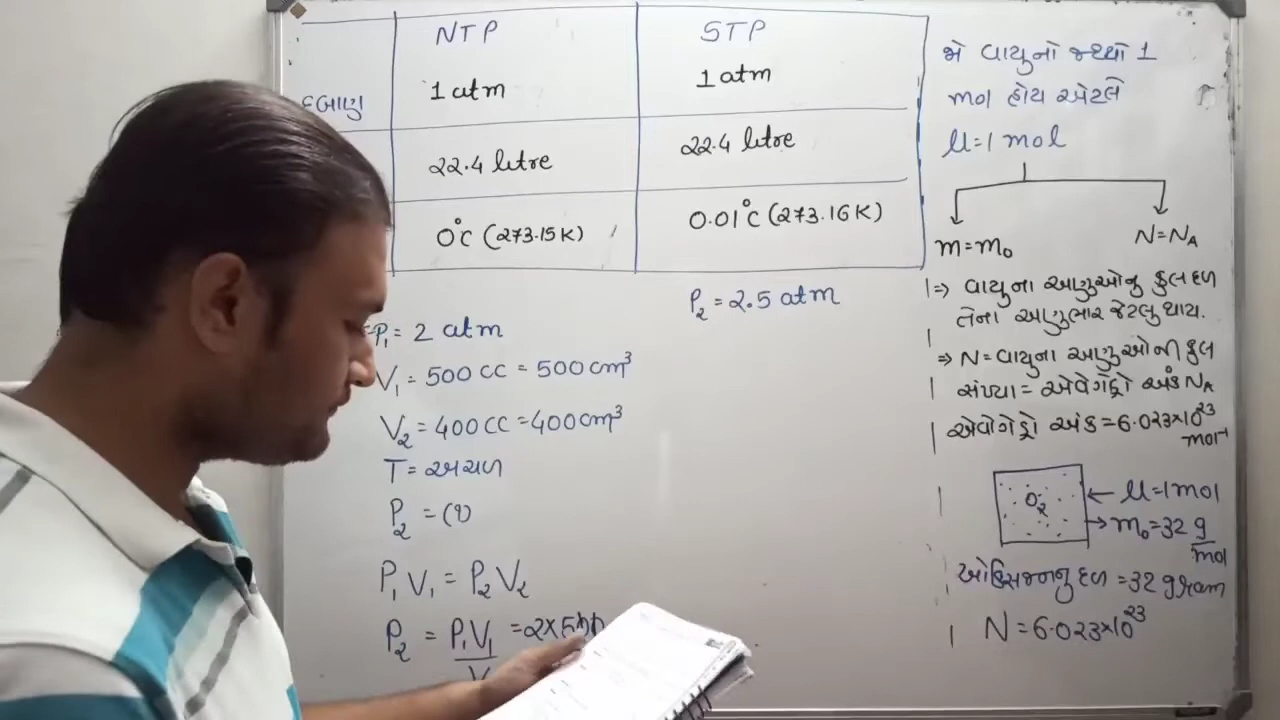 NTP STP
દબાણ 1 atm 1 atm
22.4 litre 22.4 litre
0°C (273.15K) 0.01°C (273.16K)
P₂ = 2.5 atm
P₁ = 2 atm
V₁ = 500 CC = 500 cm³
V₂ = 400 CC = 400 cm³
T = અચળ
P₂ = (?)
P₁V₁ = P₂V₂
P₂ = P₁V₁ = 2×500
જો વાયુનો જથ્થો 1
mol હોય એટલે
μ = 1 mol
m = m₀ N = Nₐ
1 ⇒ વાયુના અણુઓનુ કુલ દળ
તેના અણુભાર જેટલુ થાય.
⇒ N = વાયુના અણુઓની કુલ
સંખ્યા = એવેગેડ્રો અંક Nₐ
એવોગેડ્રો અંક = 6.023×10²³
mol⁻¹
O₂ ← μ = 1 mol
→ m₀ = 32 g/mol
ઓક્સિજનનુ દળ = 32 gram
N = 6.023×10²³